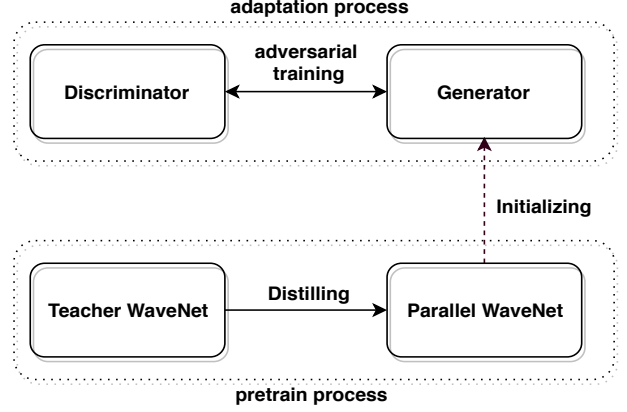 adaptation process
adversarial
training
Discriminator
Generator
Initializing
Distilling
Teacher WaveNet
Parallel WaveNet
pretrain process